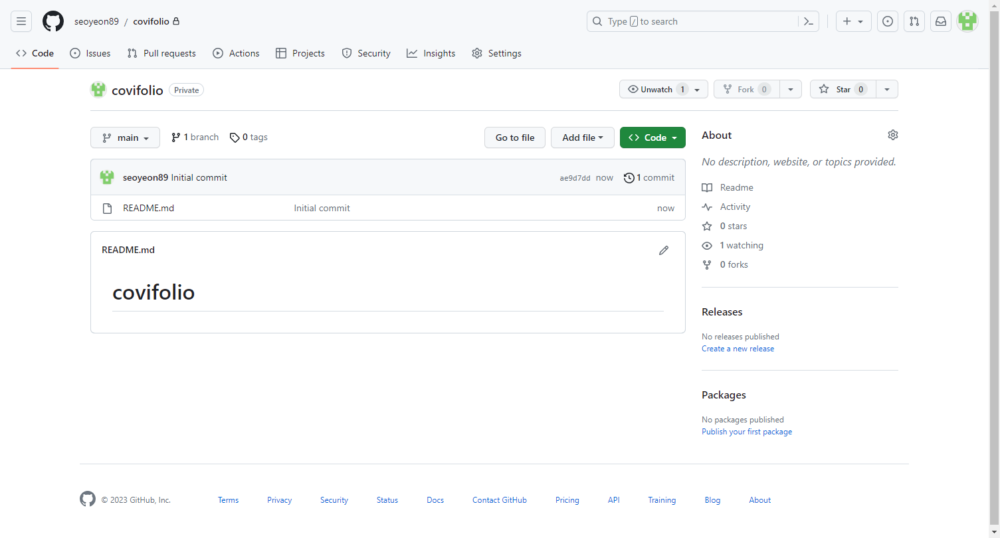 seoyeon89 / covifolio Type / to search
Code Issues Pull requests Actions Projects Security Insights Settings
covifolio Private Unwatch 1 Fork 0 Star 0
main 1 branch 0 tags Go to file Add file Code
seoyeon89 Initial commit ae9d7dd now 1 commit
README.md Initial commit now
README.md
covifolio
About
No description, website, or topics provided.
Readme
Activity
0 stars
1 watching
0 forks
Releases
No releases published
Create a new release
Packages
No packages published
Publish your first package
© 2023 GitHub, Inc. Terms Privacy Security Status Docs Contact GitHub Pricing API Training Blog About